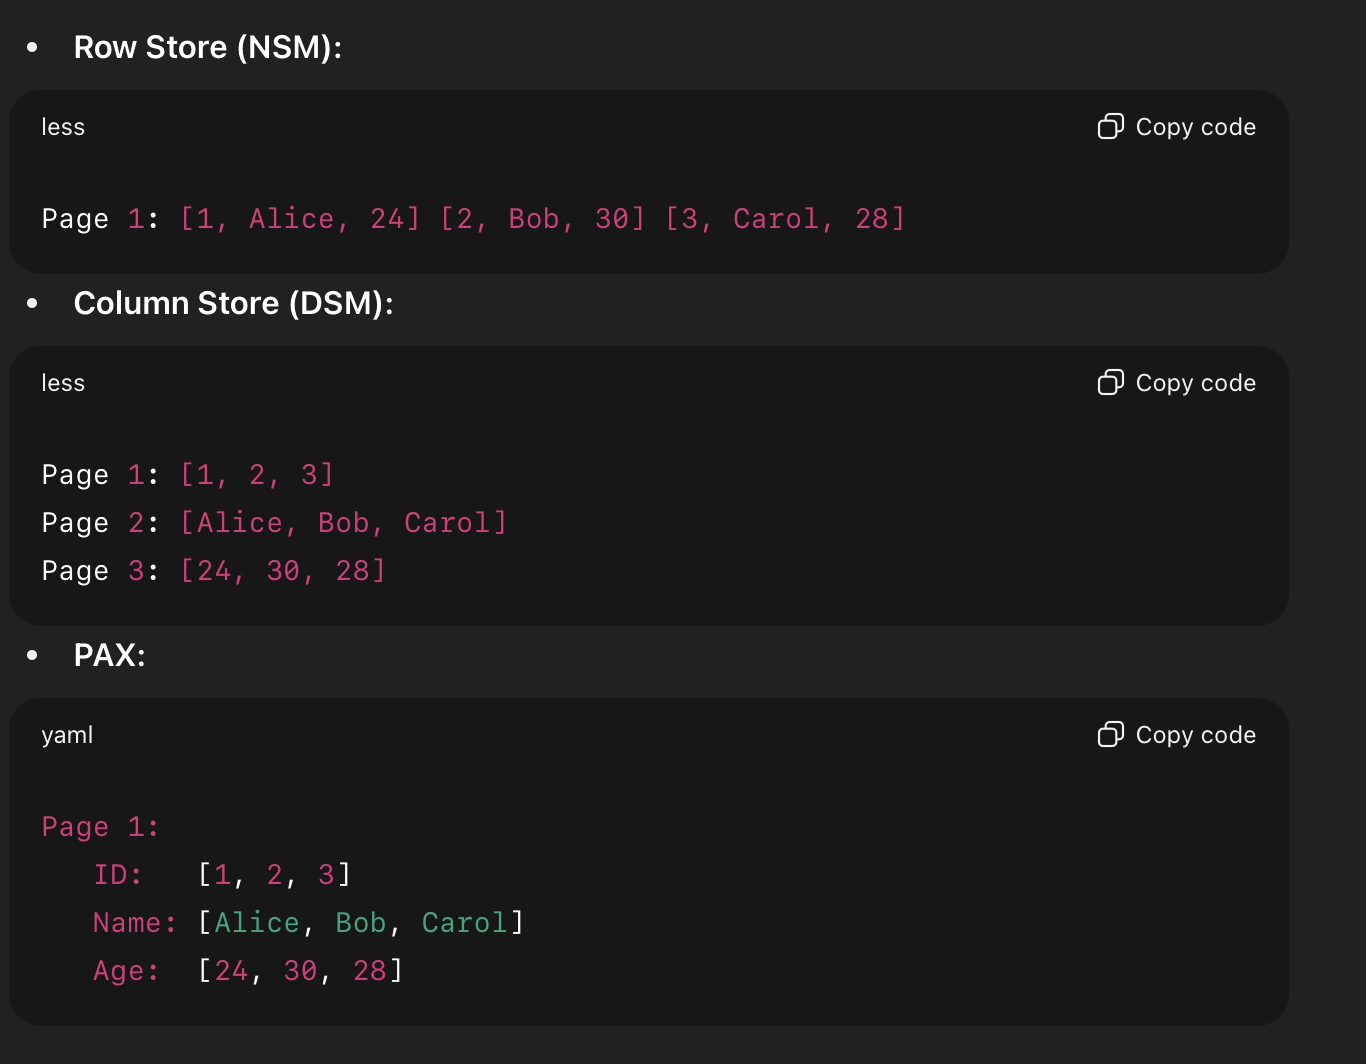 • Row Store (NSM):
less Copy code
Page 1: [1, Alice, 24] [2, Bob, 30] [3, Carol, 28]
• Column Store (DSM):
less Copy code
Page 1: [1, 2, 3]
Page 2: [Alice, Bob, Carol]
Page 3: [24, 30, 28]
• PAX:
yaml Copy code
Page 1:
   ID:   [1, 2, 3]
   Name: [Alice, Bob, Carol]
   Age:  [24, 30, 28]